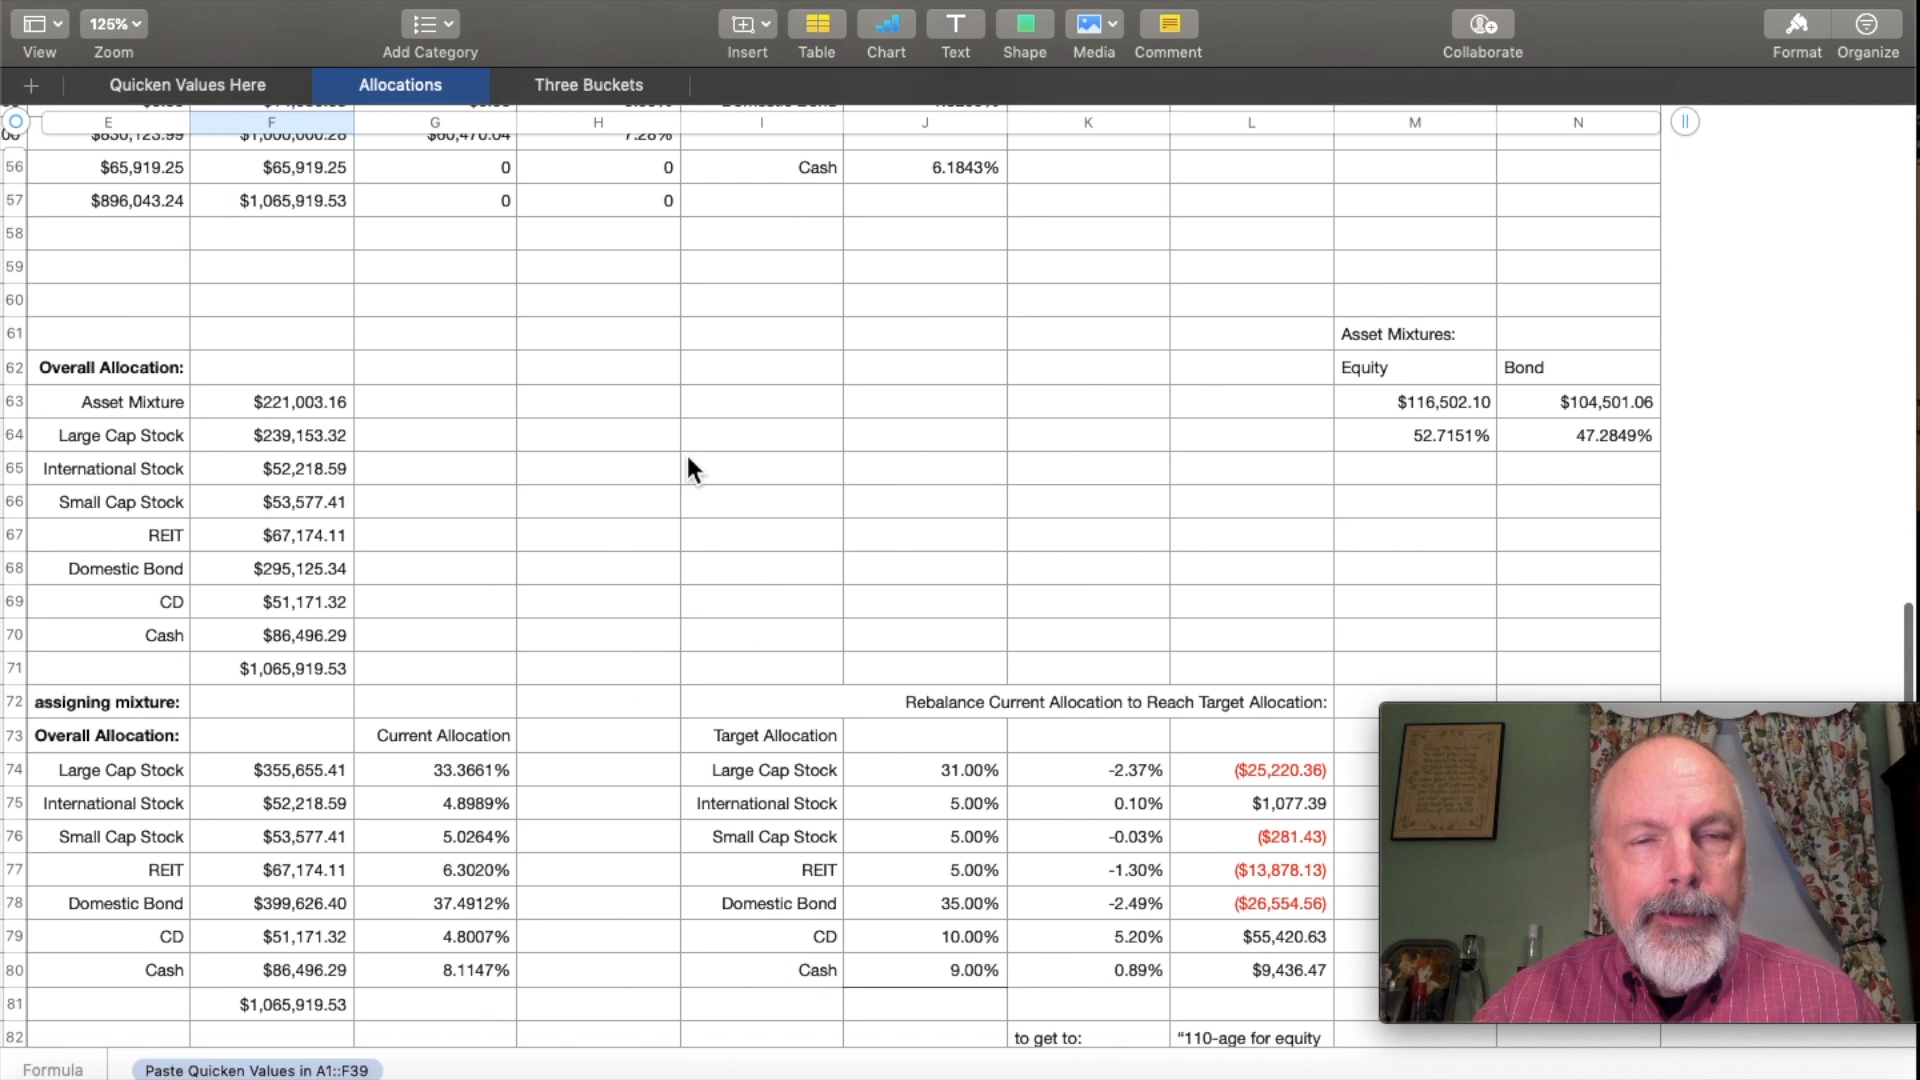 125%
View Zoom Add Category Insert Table Chart Text Shape Media Comment Collaborate Format Organize
Quicken Values Here Allocations Three Buckets
E F G H I J K L M N
56 $65,919.25 $65,919.25 0 0 Cash 6.1843%
57 $896,043.24 $1,065,919.53 0 0
58
59
60
61 Asset Mixtures:
62 Overall Allocation: Equity Bond
63 Asset Mixture $221,003.16 $116,502.10 $104,501.06
64 Large Cap Stock $239,153.32 52.7151% 47.2849%
65 International Stock $52,218.59
66 Small Cap Stock $53,577.41
67 REIT $67,174.11
68 Domestic Bond $295,125.34
69 CD $51,171.32
70 Cash $86,496.29
71 $1,065,919.53
72 assigning mixture: Rebalance Current Allocation to Reach Target Allocation:
73 Overall Allocation: Current Allocation Target Allocation
74 Large Cap Stock $355,655.41 33.3661% Large Cap Stock 31.00% -2.37% ($25,220.36)
75 International Stock $52,218.59 4.8989% International Stock 5.00% 0.10% $1,077.39
76 Small Cap Stock $53,577.41 5.0264% Small Cap Stock 5.00% -0.03% ($281.43)
77 REIT $67,174.11 6.3020% REIT 5.00% -1.30% ($13,878.13)
78 Domestic Bond $399,626.40 37.4912% Domestic Bond 35.00% -2.49% ($26,554.56)
79 CD $51,171.32 4.8007% CD 10.00% 5.20% $55,420.63
80 Cash $86,496.29 8.1147% Cash 9.00% 0.89% $9,436.47
81 $1,065,919.53
82 to get to: “110-age for equity
Formula Paste Quicken Values in A1::F39